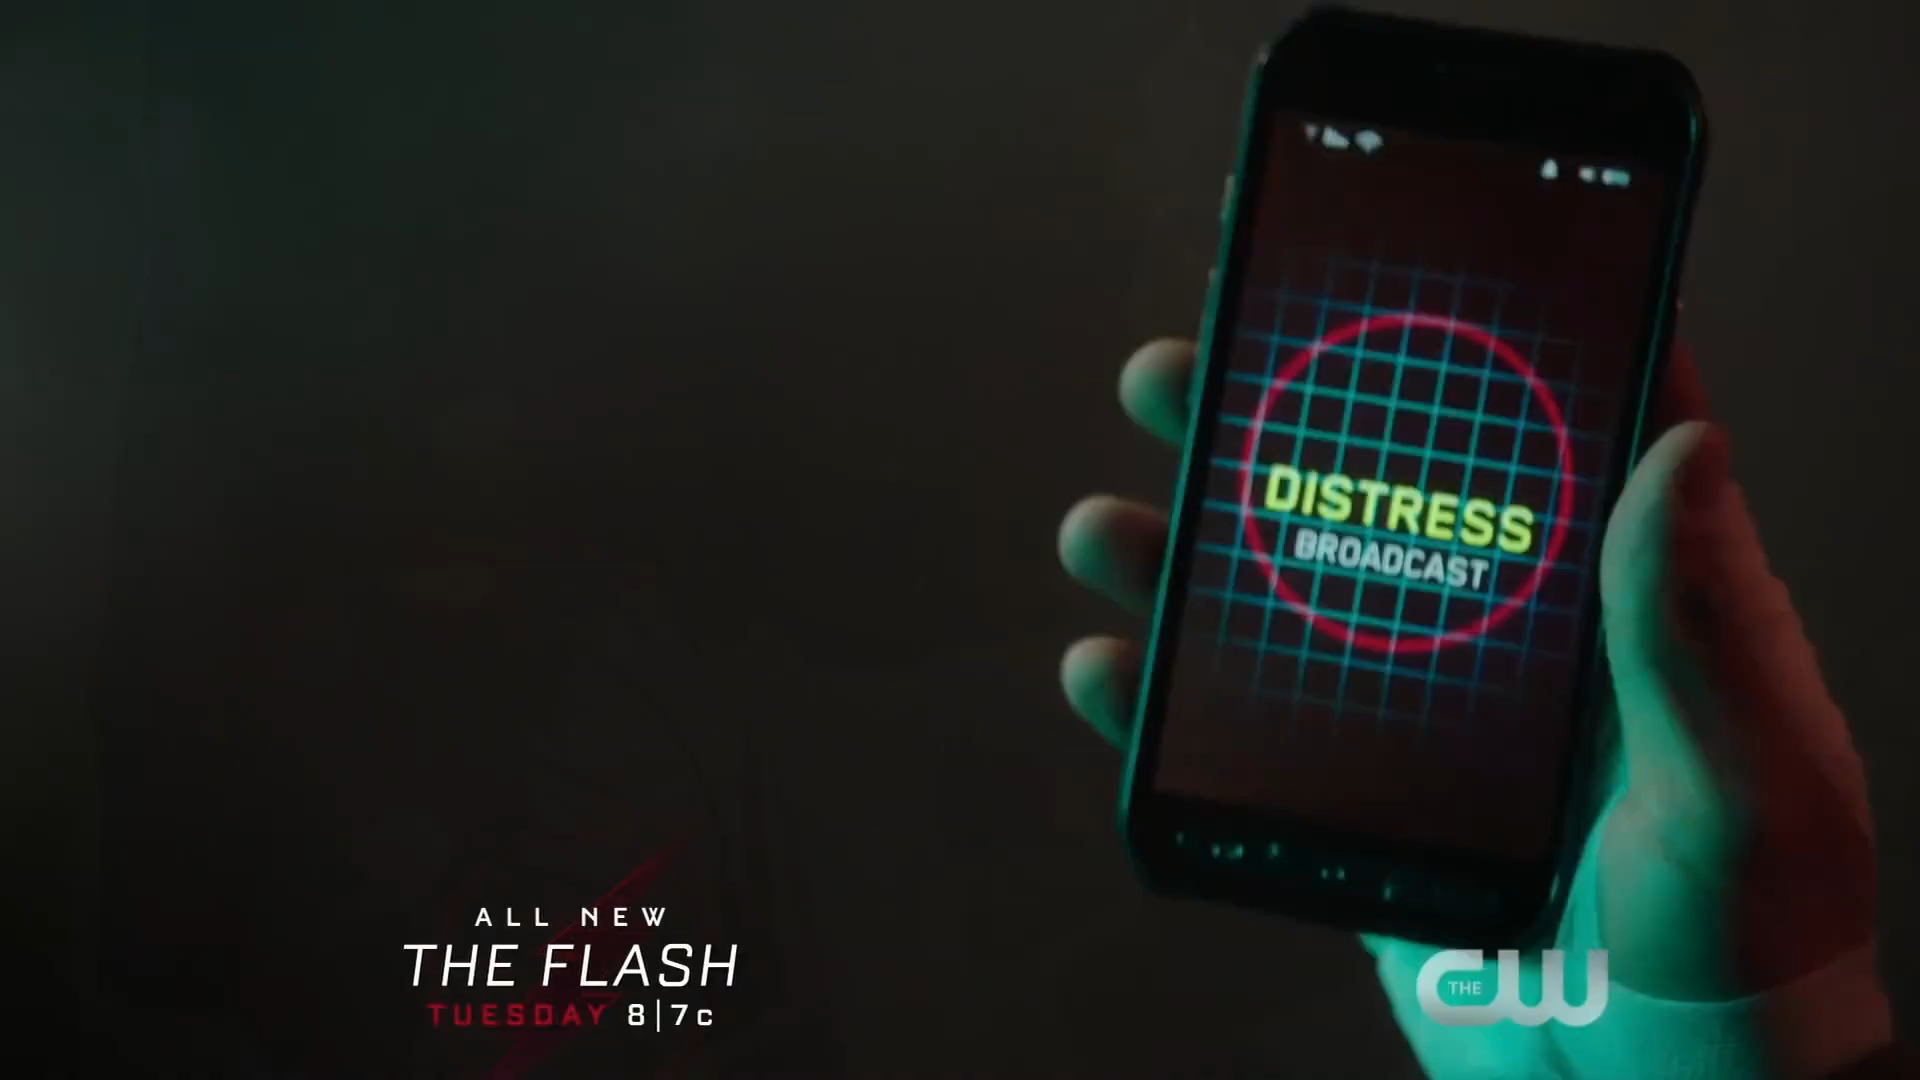 DISTRESS
BROADCAST
ALL NEW
THE FLASH
TUESDAY 8|7c
THE CW